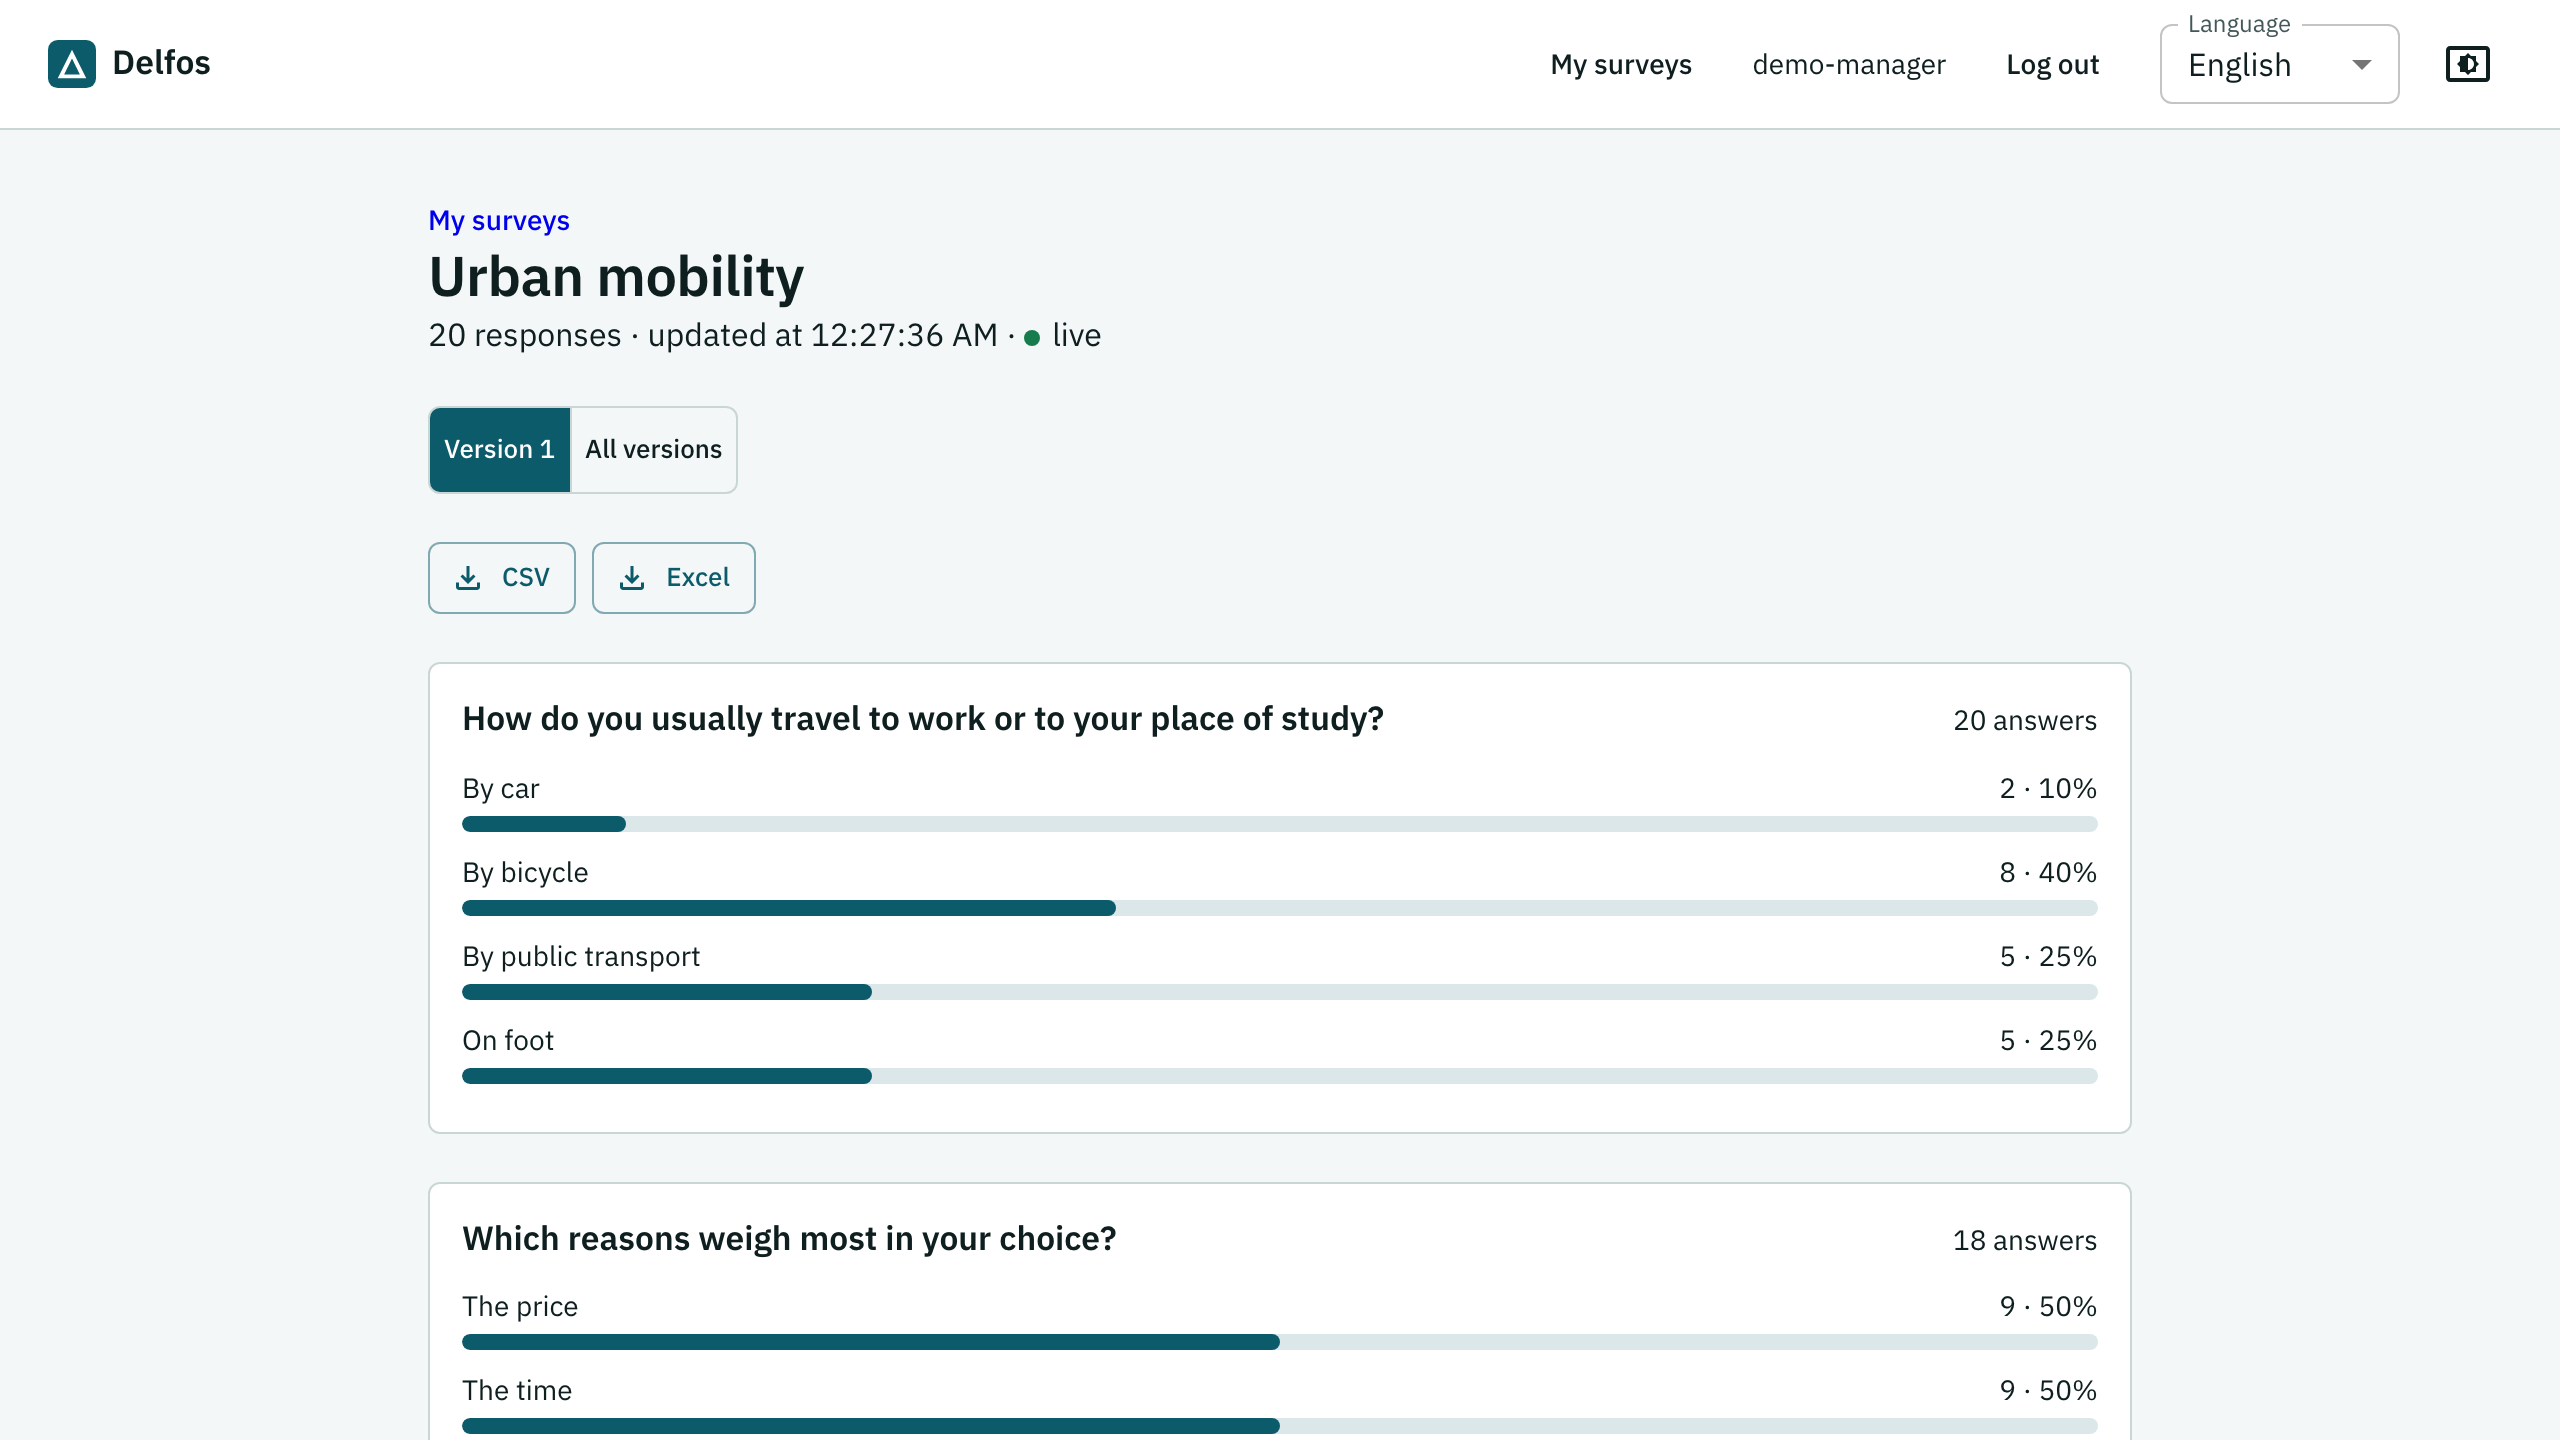 Delfos
My surveys
demo-manager
Log out
Language
English
My surveys
Urban mobility
20 responses · updated at 12:27:36 AM · live
Version 1
All versions
CSV
Excel
How do you usually travel to work or to your place of study?
20 answers
By car
2 · 10%
By bicycle
8 · 40%
By public transport
5 · 25%
On foot
5 · 25%
Which reasons weigh most in your choice?
18 answers
The price
9 · 50%
The time
9 · 50%